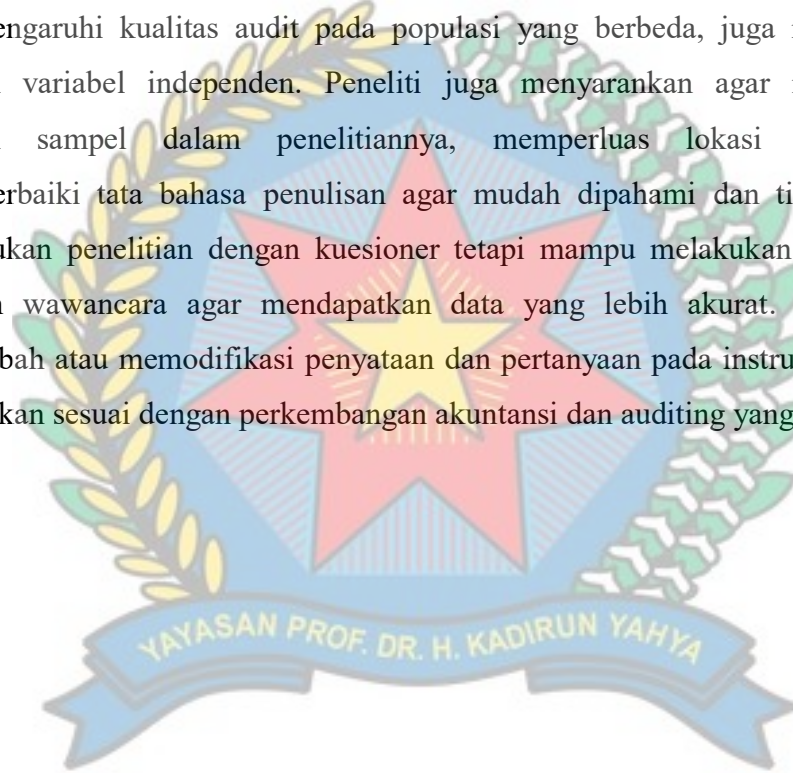 engaruhi kualitas audit pada populasi yang berbeda, juga
variabel independen. Peneliti juga menyarankan agar
sampel dalam penelitiannya, memperluas lokasi
erbaiki tata bahasa penulisan agar mudah dipahami dan ti
ukan penelitian dengan kuesioner tetapi mampu melakukan
wawancara agar mendapatkan data yang lebih akurat.
bah atau memodifikasi penyataan dan pertanyaan pada instru
kan sesuai dengan perkembangan akuntansi dan auditing yang
YAYASAN PROF. DR. H. KADIRUN YAHYA